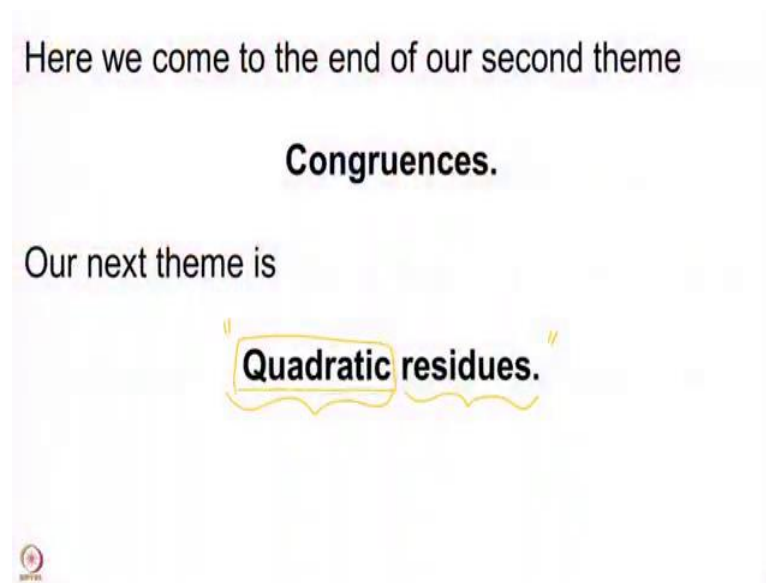 Here we come to the end of our second theme
Congruences.
Our next theme is
"Quadratic residues."